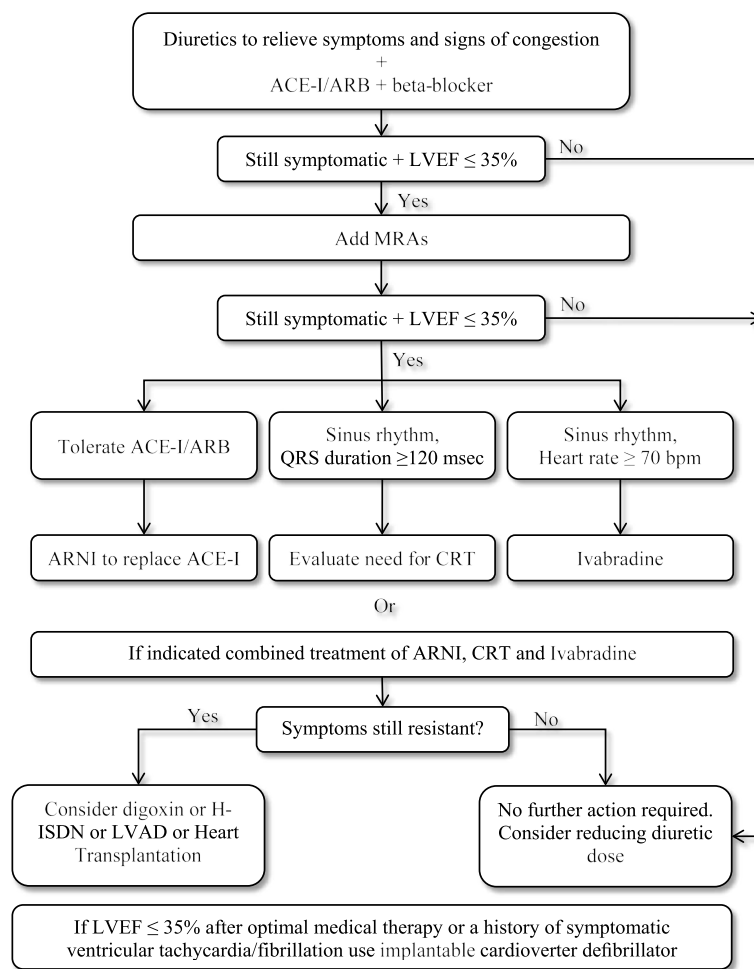 Diuretics to relieve symptoms and signs of congestion
+
ACE-I/ARB + beta-blocker
Still symptomatic + LVEF ≤ 35%
No
Yes
Add MRAs
Still symptomatic + LVEF ≤ 35%
No
Yes
Tolerate ACE-I/ARB
Sinus rhythm,
QRS duration ≥120 msec
Sinus rhythm,
Heart rate ≥ 70 bpm
ARNI to replace ACE-I
Evaluate need for CRT
Ivabradine
Or
If indicated combined treatment of ARNI, CRT and Ivabradine
Yes
Symptoms still resistant?
No
Consider digoxin or H-
ISDN or LVAD or Heart
Transplantation
No further action required.
Consider reducing diuretic
dose
If LVEF ≤ 35% after optimal medical therapy or a history of symptomatic
ventricular tachycardia/fibrillation use implantable cardioverter defibrillator